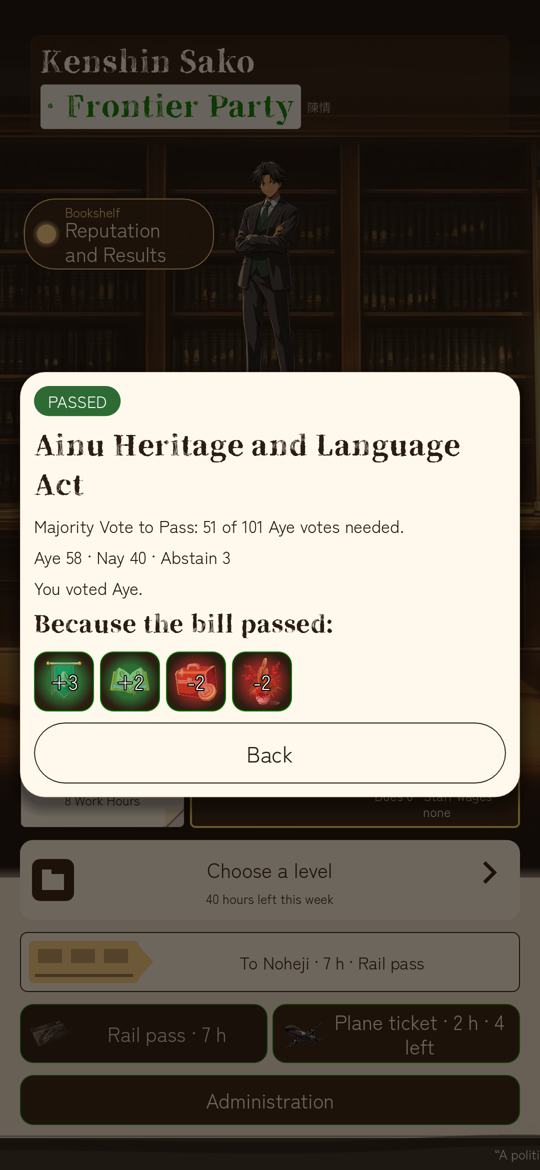 Kenshin Sako
· Frontier Party 陳情
Bookshelf
Reputation
and Results
PASSED
Ainu Heritage and Language
Act
Majority Vote to Pass: 51 of 101 Aye votes needed.
Aye 58 · Nay 40 · Abstain 3
You voted Aye.
Because the bill passed:
+3 +2 -2 -2
Back
8 Work Hours
none
Choose a level
40 hours left this week
To Noheji · 7 h · Rail pass
Rail pass · 7 h
Plane ticket · 2 h · 4
left
Administration
“A politi